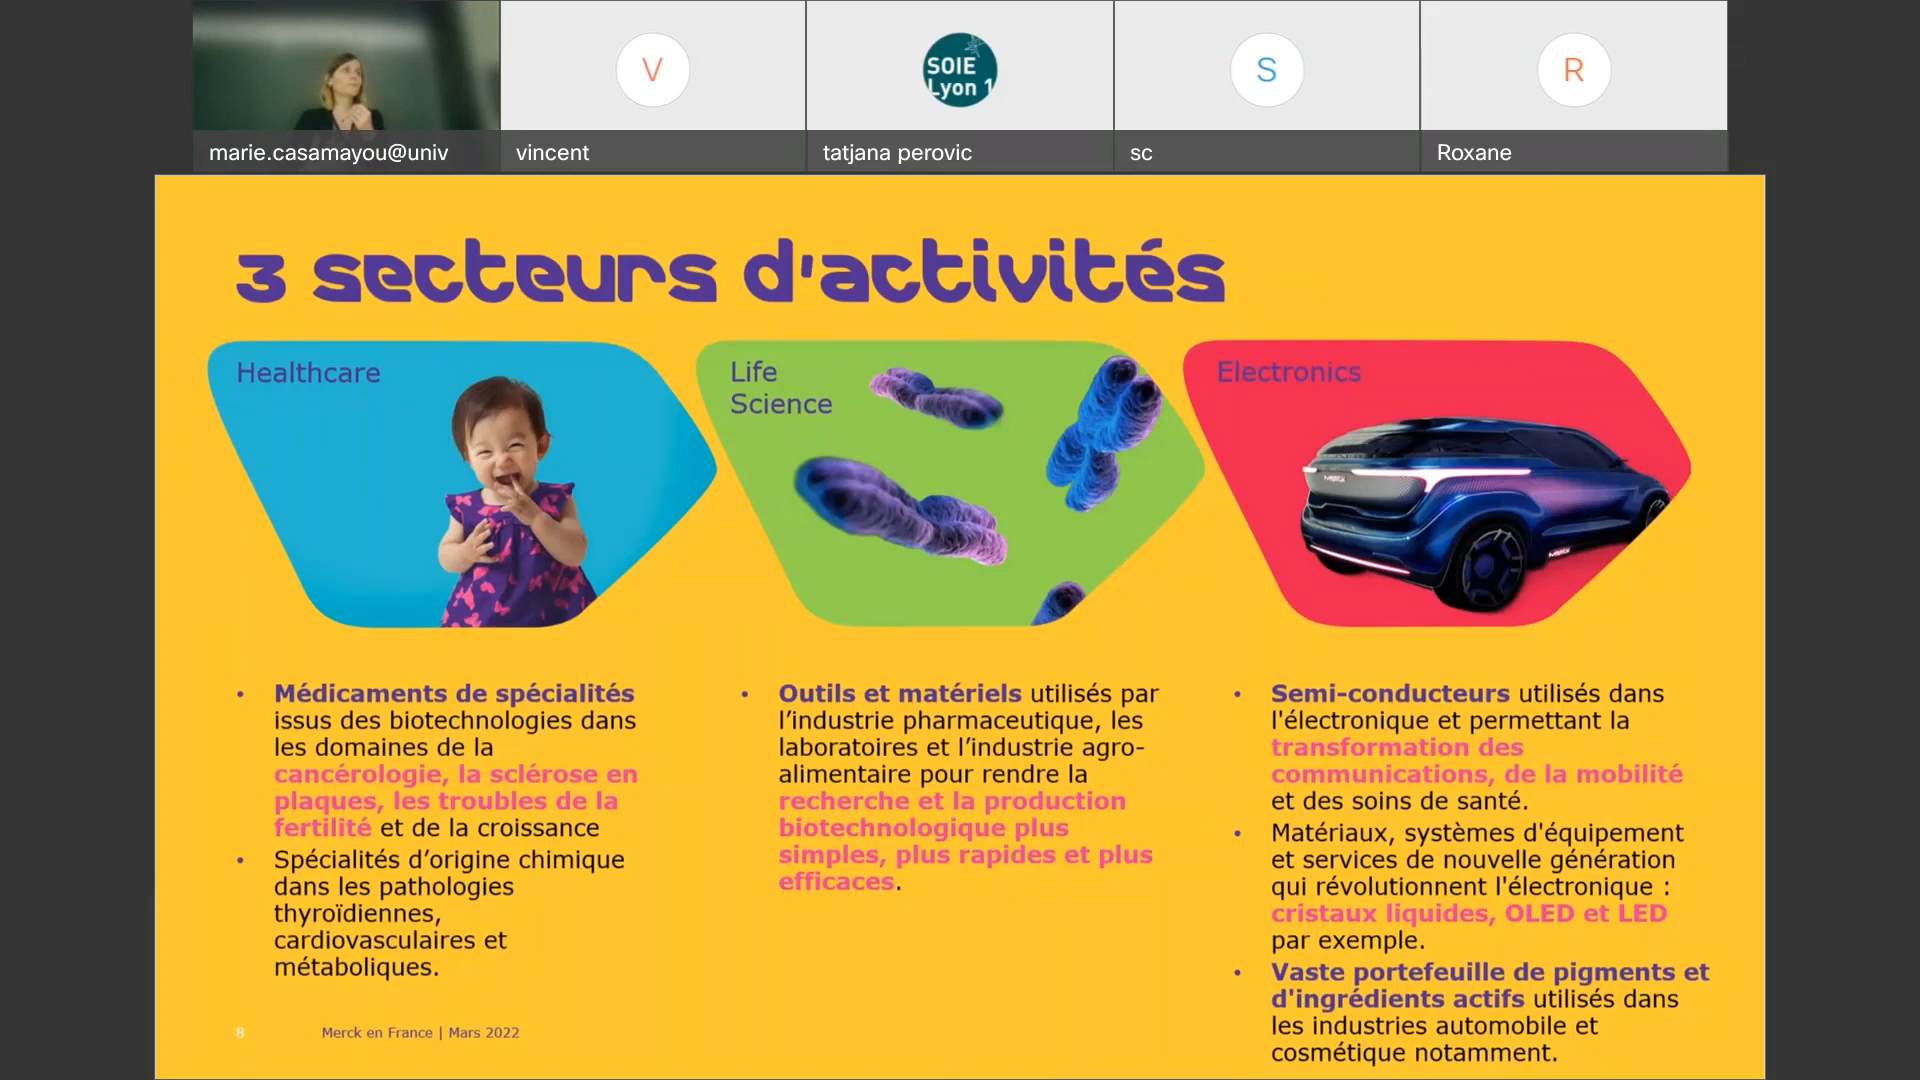 V
SOIE
Lyon 1
S
R
marie.casamayou@univ
vincent
tatjana perovic
sc
Roxane
3 secteurs d'activités
Healthcare
Life
Science
Electronics
MERCK
MERCK
• Médicaments de spécialités
issus des biotechnologies dans
les domaines de la
cancérologie, la sclérose en
plaques, les troubles de la
fertilité et de la croissance
• Spécialités d’origine chimique
dans les pathologies
thyroïdiennes,
cardiovasculaires et
métaboliques.
• Outils et matériels utilisés par
l’industrie pharmaceutique, les
laboratoires et l’industrie agro-
alimentaire pour rendre la
recherche et la production
biotechnologique plus
simples, plus rapides et plus
efficaces.
• Semi-conducteurs utilisés dans
l'électronique et permettant la
transformation des
communications, de la mobilité
et des soins de santé.
• Matériaux, systèmes d'équipement
et services de nouvelle génération
qui révolutionnent l'électronique :
cristaux liquides, OLED et LED
par exemple.
• Vaste portefeuille de pigments et
d'ingrédients actifs utilisés dans
les industries automobile et
cosmétique notamment.
8
Merck en France | Mars 2022